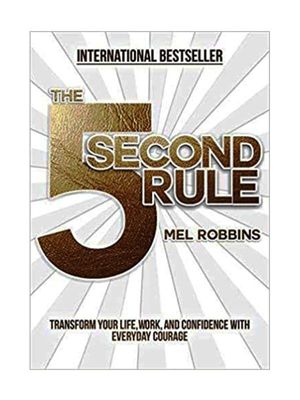 INTERNATIONAL BESTSELLER
THE
5 SECOND
RULE
MEL ROBBINS
TRANSFORM YOUR LIFE, WORK, AND CONFIDENCE WITH
EVERYDAY COURAGE